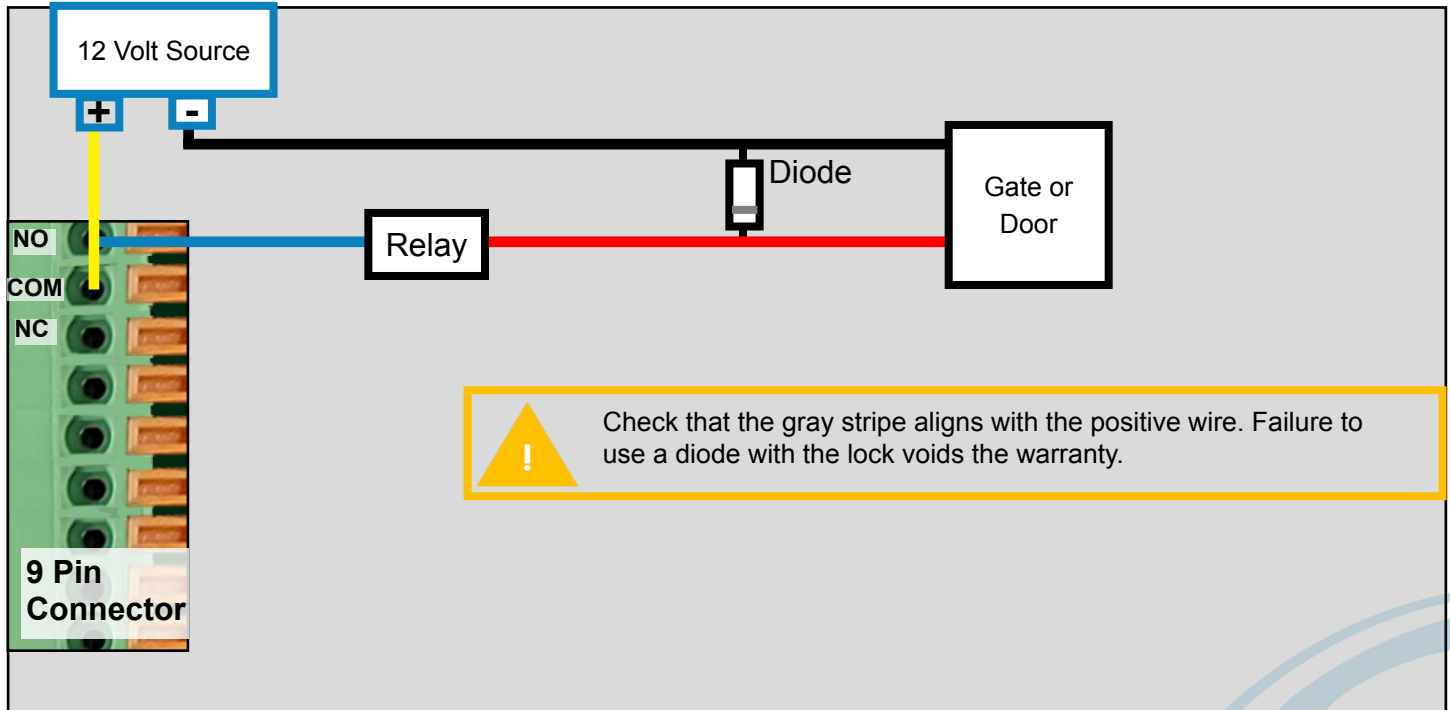 12 Volt Source
+
-
Diode
Gate or
Door
NO
Relay
COM
NC
Check that the gray stripe aligns with the positive wire. Failure to
use a diode with the lock voids the warranty.
!
9 Pin
Connector